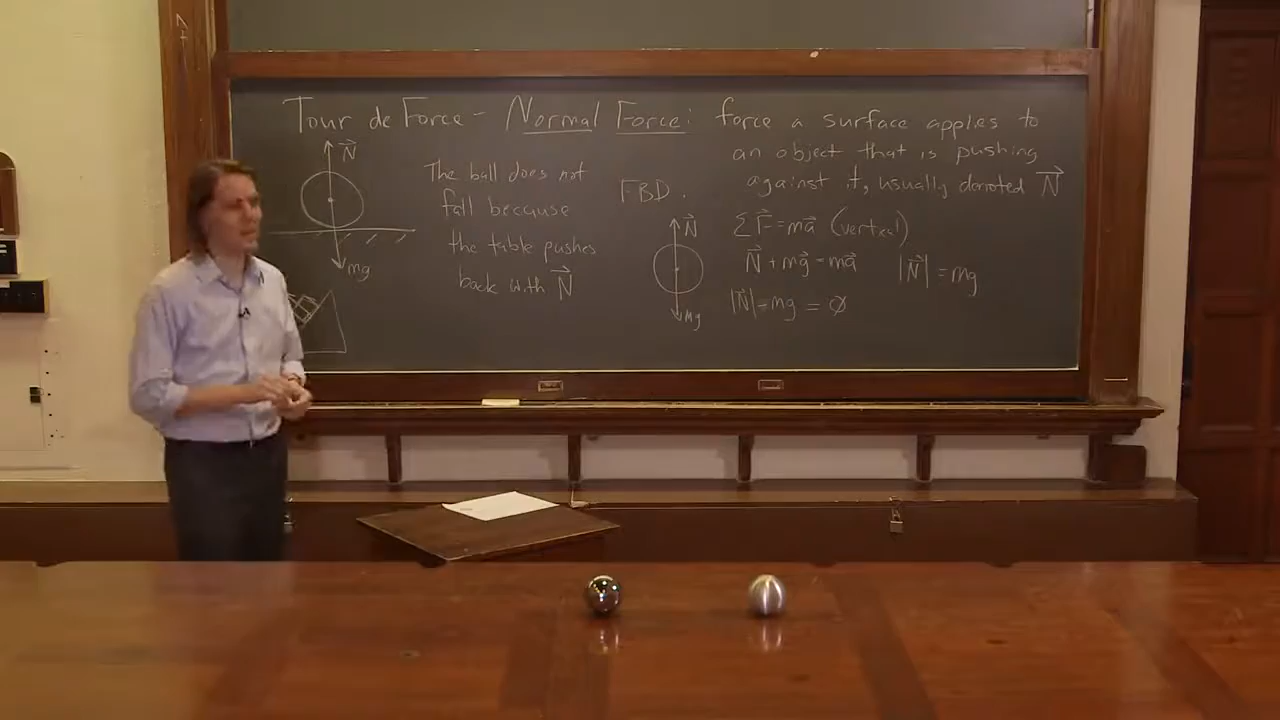 Tour de Force - Normal Force: force a surface apples to
an object that is pushing
against it, usually denoted N⃗
N⃗
mg
The ball does not
fall because
the table pushes
back with N⃗
FBD.
N⃗
Mg
ΣF⃗ = ma⃗ (vertical)
N⃗ + mg⃗ = ma⃗
|N⃗| = mg
|N⃗| - mg = ∅